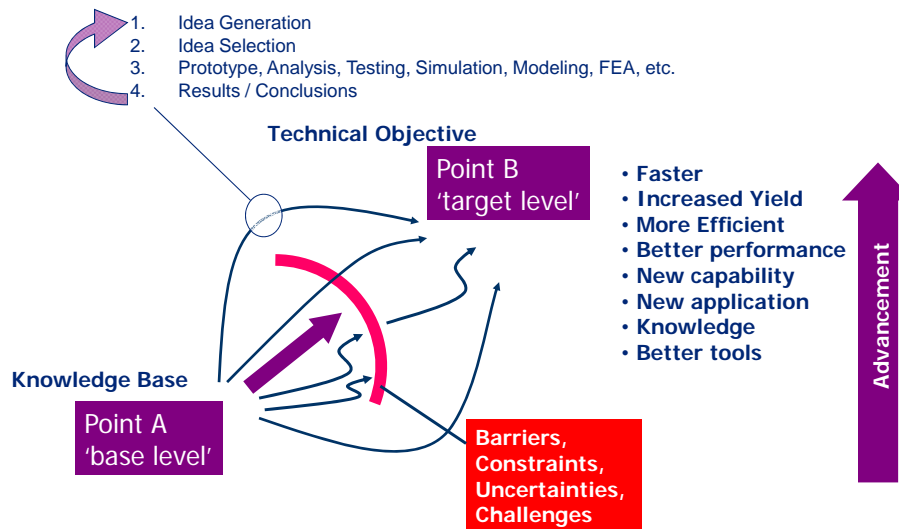 1. Idea Generation
2. Idea Selection
3. Prototype, Analysis, Testing, Simulation, Modeling, FEA, etc.
4. Results / Conclusions
Technical Objective
Point B
'target level'
• Faster
• Increased Yield
• More Efficient
• Better performance
• New capability
• New application
• Knowledge
• Better tools
Advancement
Knowledge Base
Point A
'base level'
Barriers,
Constraints,
Uncertainties,
Challenges